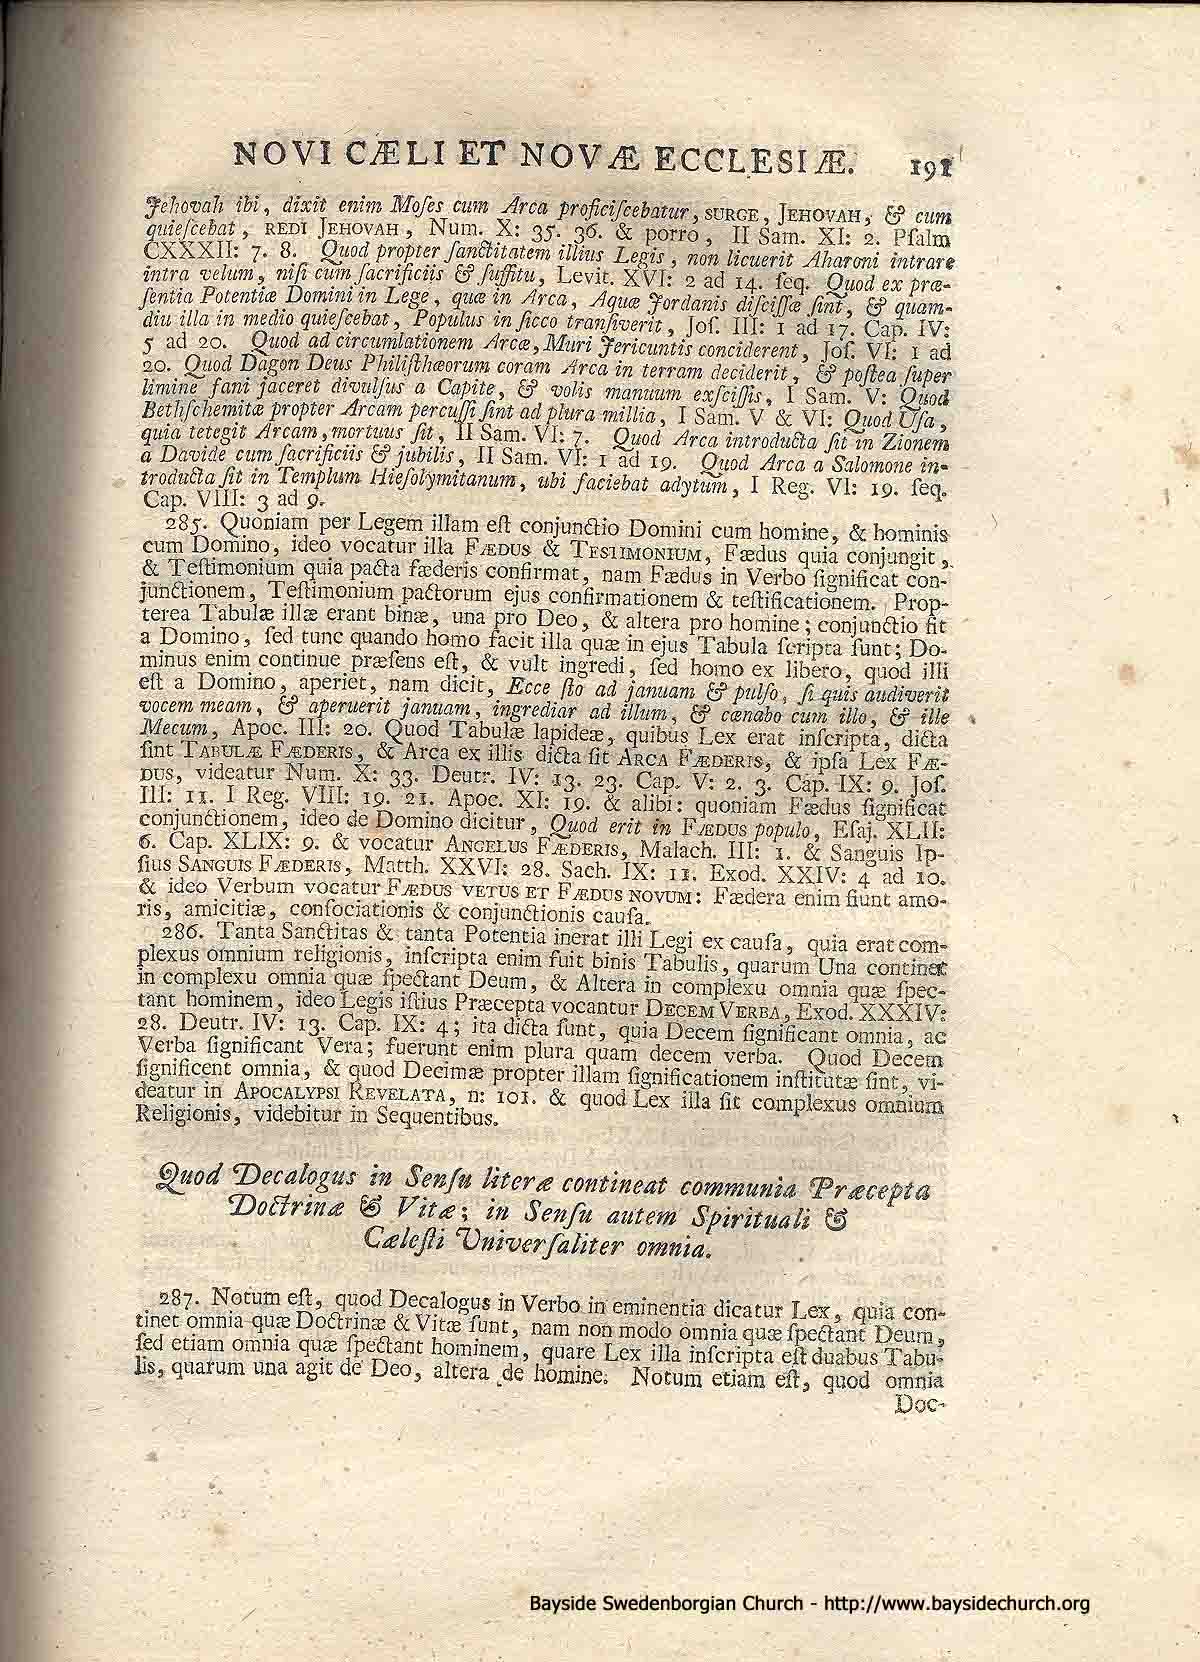 NOVI CÆLI ET NOVÆ ECCLESIÆ. 191
Jehovah ibi, dixit enim Moſes cum Arca proficiſcebatur, SURGE, JEHOVAH, & cum
quieſcebat, REDI JEHOVAH, Num. X: 35. 36. & porro, II Sam. XI: 2. Pſalm
CXXXII: 7. 8. Quod propter ſanctitatem illius Legis, non licuerit Aharoni intrare
intra velum, niſi cum ſacrificiis & ſuffitu, Levit. XVI: 2 ad 14. ſeq. Quod ex præ-
ſentia Potentiæ Domini in Lege, quæ in Arca, Aquæ Jordanis diſciſſæ ſint, & quam-
diu illa in medio quieſcebat, Populus in ſicco tranſiverit, Joſ. III: 1 ad 17. Cap. IV:
5 ad 20. Quod ad circumlationem Arcæ, Muri Jericuntis conciderent, Joſ. VI: 1 ad
20. Quod Dagon Deus Philiſthæorum coram Arca in terram deciderit, & poſtea ſuper
limine fani jaceret divulſus a Capite, & volis manuum exſciſſis, I Sam. V: Quod
Bethſchemitæ propter Arcam percuſſi ſint ad plura millia, I Sam. V & VI: Quod Uſa,
quia tetegit Arcam, mortuus ſit, II Sam. VI: 7. Quod Arca introducta ſit in Zionem
a Davide cum ſacrificiis & jubilis, II Sam. VI: 1 ad 19. Quod Arca a Salomone in-
troducta ſit in Templum Hieſolymitanum, ubi faciebat adytum, I Reg. VI: 19. ſeq.
Cap. VIII: 3 ad 9.
285. Quoniam per Legem illam eſt conjunctio Domini cum homine, & hominis
cum Domino, ideo vocatur illa FÆDUS & TESTIMONIUM, Fædus quia conjungit,
& Teſtimonium quia pacta fæderis confirmat, nam Fædus in Verbo ſignificat con-
junctionem, Teſtimonium pactorum ejus confirmationem & teſtificationem. Prop-
terea Tabulæ illæ erant binæ, una pro Deo, & altera pro homine; conjunctio fit
a Domino, ſed tunc quando homo facit illa quæ in ejus Tabula ſcripta ſunt; Do-
minus enim continue præſens eſt, & vult ingredi, ſed homo ex libero, quod illi
eſt a Domino, aperiet, nam dicit, Ecce ſto ad januam & pulſo, ſi quis audiverit
vocem meam, & aperuerit januam, ingrediar ad illum, & cænabo cum illo, & ille
Mecum, Apoc. III: 20. Quod Tabulæ lapideæ, quibus Lex erat inſcripta, dicta
ſint TABULÆ FÆDERIS, & Arca ex illis dicta ſit ARCA FÆDERIS, & ipſa Lex FÆ-
DUS, videatur Num. X: 33. Deutr. IV: 13. 23. Cap. V: 2. 3. Cap. IX: 9. Joſ.
III: 11. I Reg. VIII: 19. 21. Apoc. XI: 19. & alibi: quoniam Fædus ſignificat
conjunctionem, ideo de Domino dicitur, Quod erit in FÆDUS populo, Eſaj. XLII:
6. Cap. XLIX: 9. & vocatur ANGELUS FÆDERIS, Malach. III: 1. & Sanguis Ip-
ſius SANGUIS FÆDERIS, Matth. XXVI: 28. Sach. IX: 11. Exod. XXIV: 4 ad 10.
& ideo Verbum vocatur FÆDUS VETUS ET FÆDUS NOVUM: Fædera enim fiunt amo-
ris, amicitiæ, conſociationis & conjunctionis cauſa.
286. Tanta Sanctitas & tanta Potentia inerat illi Legi ex cauſa, quia erat com-
plexus omnium religionis, inſcripta enim fuit binis Tabulis, quarum Una continet
in complexu omnia quæ ſpectant Deum, & Altera in complexu omnia quæ ſpec-
tant hominem, ideo Legis iſtius Præcepta vocantur DECEM VERBA, Exod. XXXIV:
28. Deutr. IV: 13. Cap. IX: 4; ita dicta ſunt, quia Decem ſignificant omnia, ac
Verba ſignificant Vera; fuerunt enim plura quam decem verba. Quod Decem
ſignificent omnia, & quod Decimæ propter illam ſignificationem inſtitutæ ſint, vi-
deatur in APOCALYPSI REVELATA, n: 101. & quod Lex illa ſit complexus omnium
Religionis, videbitur in Sequentibus.
Quod Decalogus in Senſu literæ contineat communia Præcepta
Doctrinæ & Vitæ; in Senſu autem Spirituali &
Cæleſti Univerſaliter omnia.
287. Notum eſt, quod Decalogus in Verbo in eminentia dicatur Lex, quia con-
tinet omnia quæ Doctrinæ & Vitæ ſunt, nam non modo omnia quæ ſpectant Deum,
ſed etiam omnia quæ ſpectant hominem, quare Lex illa inſcripta eſt duabus Tabu-
lis, quarum una agit de Deo, altera de homine. Notum etiam eſt, quod omnia
Doc-
Bayside Swedenborgian Church - http://www.baysidechurch.org